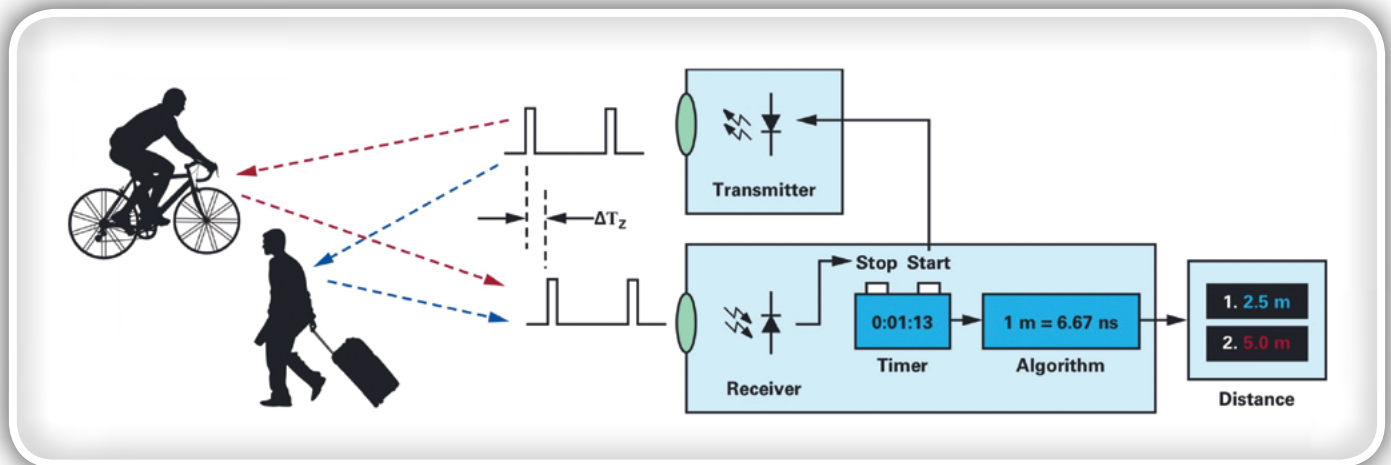 ΔTz
Transmitter
Stop Start
0:01:13
Timer
1 m = 6.67 ns
Algorithm
Receiver
1. 2.5 m
2. 5.0 m
Distance